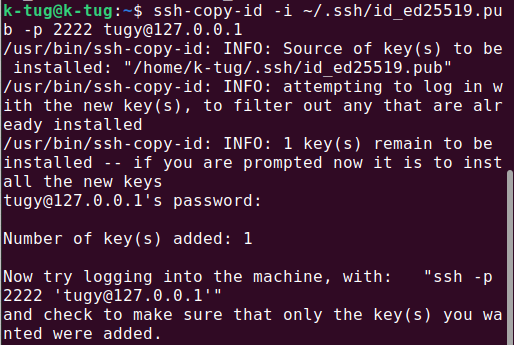 k-tug@k-tug:~$ ssh-copy-id -i ~/.ssh/id_ed25519.pu
b -p 2222 tugy@127.0.0.1
/usr/bin/ssh-copy-id: INFO: Source of key(s) to be
 installed: "/home/k-tug/.ssh/id_ed25519.pub"
/usr/bin/ssh-copy-id: INFO: attempting to log in w
ith the new key(s), to filter out any that are alr
eady installed
/usr/bin/ssh-copy-id: INFO: 1 key(s) remain to be
installed -- if you are prompted now it is to inst
all the new keys
tugy@127.0.0.1's password:

Number of key(s) added: 1

Now try logging into the machine, with:   "ssh -p
2222 'tugy@127.0.0.1'"
and check to make sure that only the key(s) you wa
nted were added.